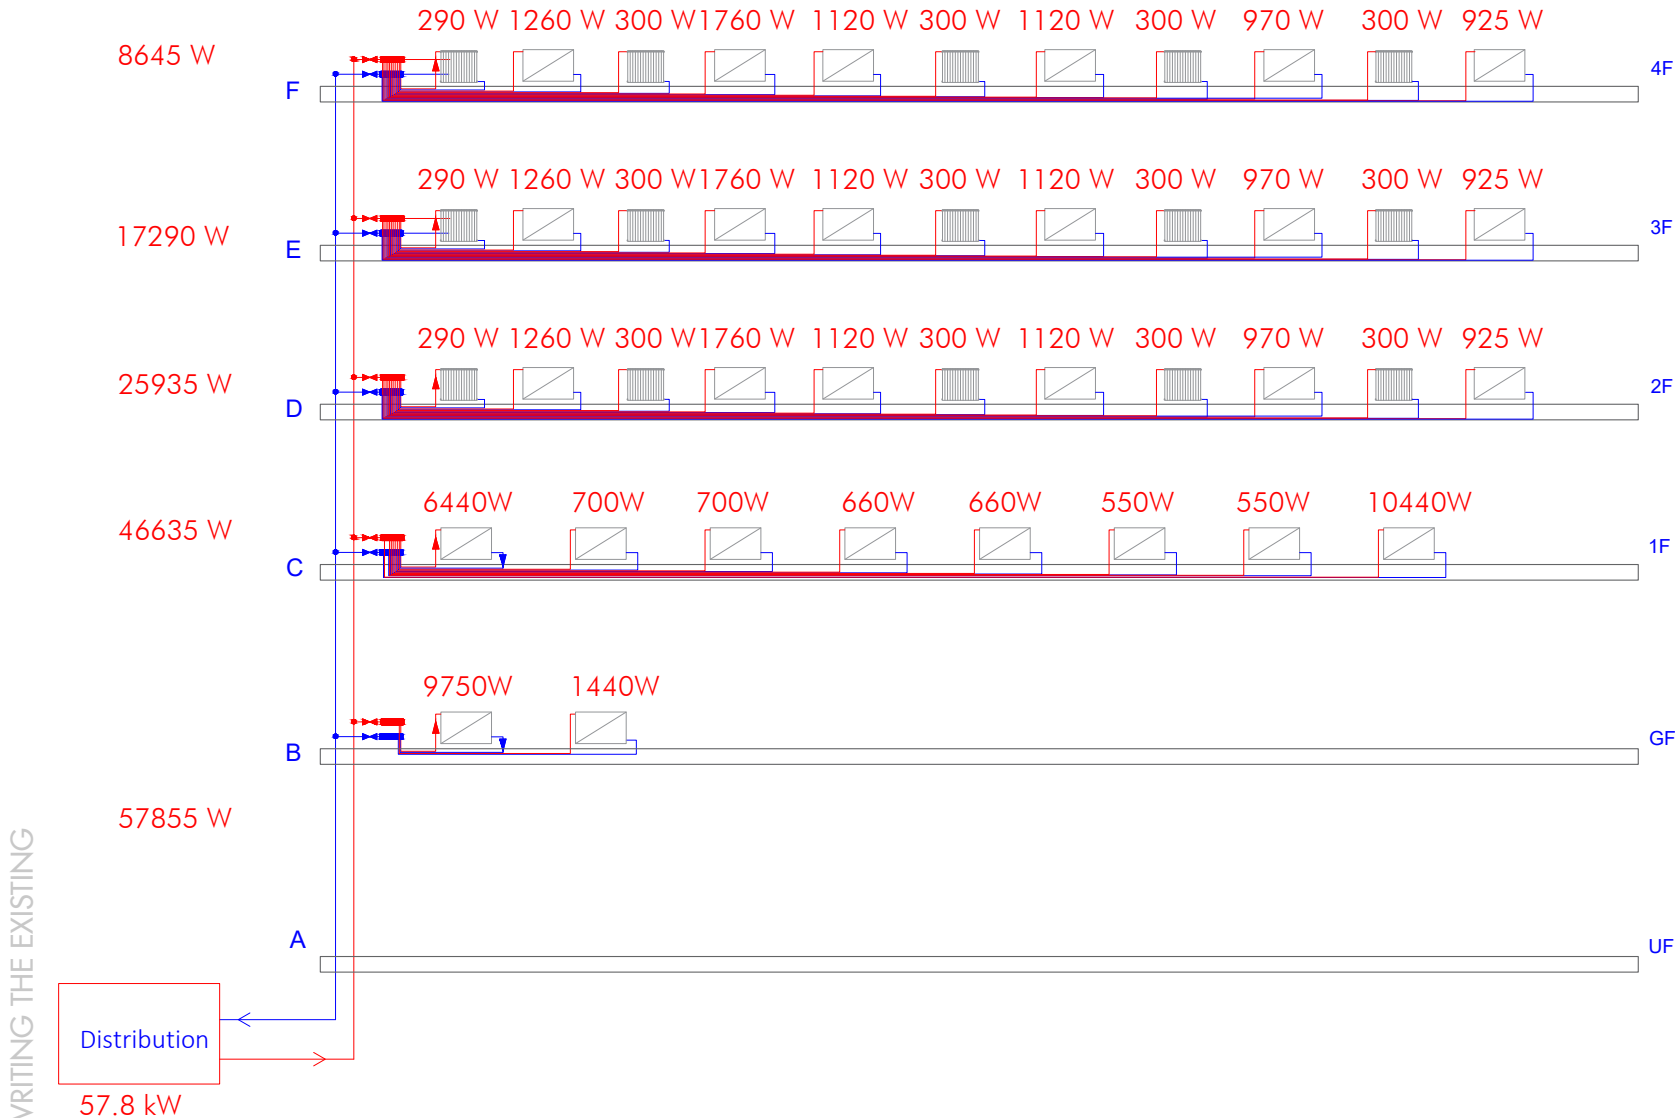 290 W 1260 W 300 W 1760 W 1120 W 300 W 1120 W 300 W 970 W 300 W 925 W
8645 W
4F
F
290 W 1260 W 300 W 1760 W 1120 W 300 W 1120 W 300 W 970 W 300 W 925 W
17290 W
3F
E
290 W 1260 W 300 W 1760 W 1120 W 300 W 1120 W 300 W 970 W 300 W 925 W
25935 W
2F
D
6440W 700W 700W 660W 660W 550W 550W 10440W
46635 W
1F
C
9750W 1440W
GF
B
57855 W
A
UF
Distribution
57.8 kW
VRITING THE EXISTING